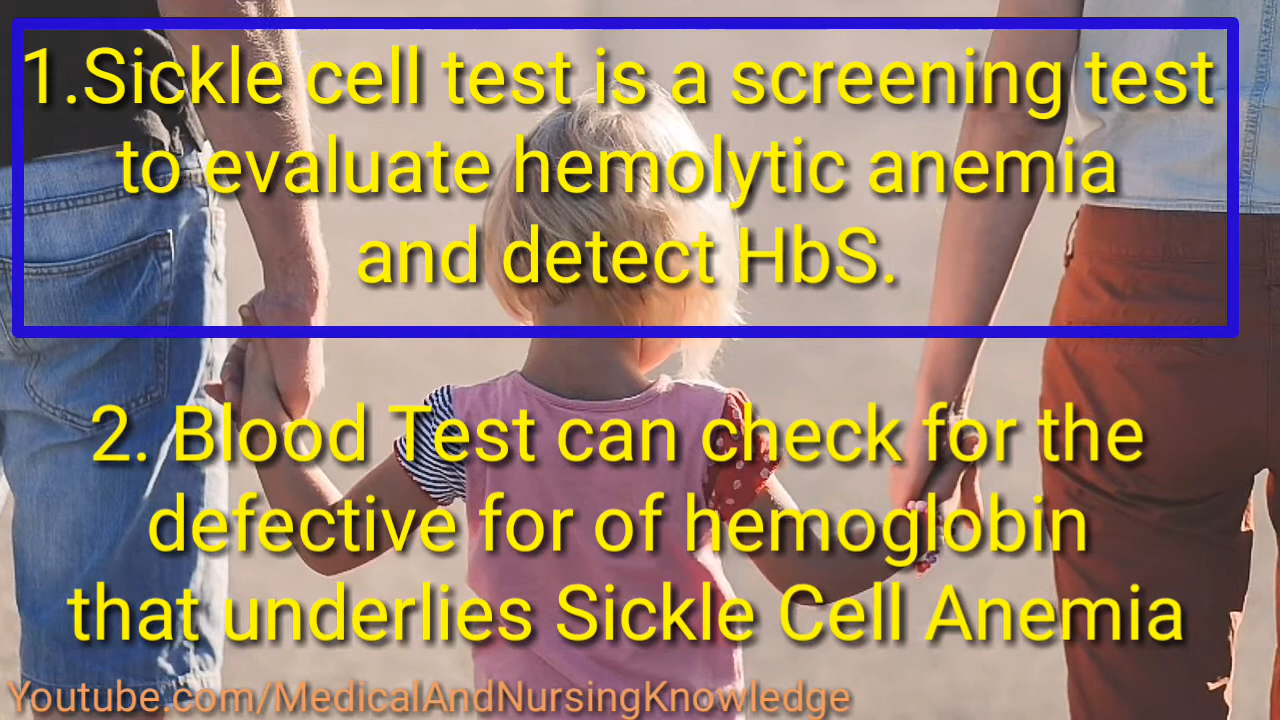 1.Sickle cell test is a screening test
to evaluate hemolytic anemia
and detect HbS.
2. Blood Test can check for the
defective for of hemoglobin
that underlies Sickle Cell Anemia
Youtube.com/MedicalAndNursingKnowledge